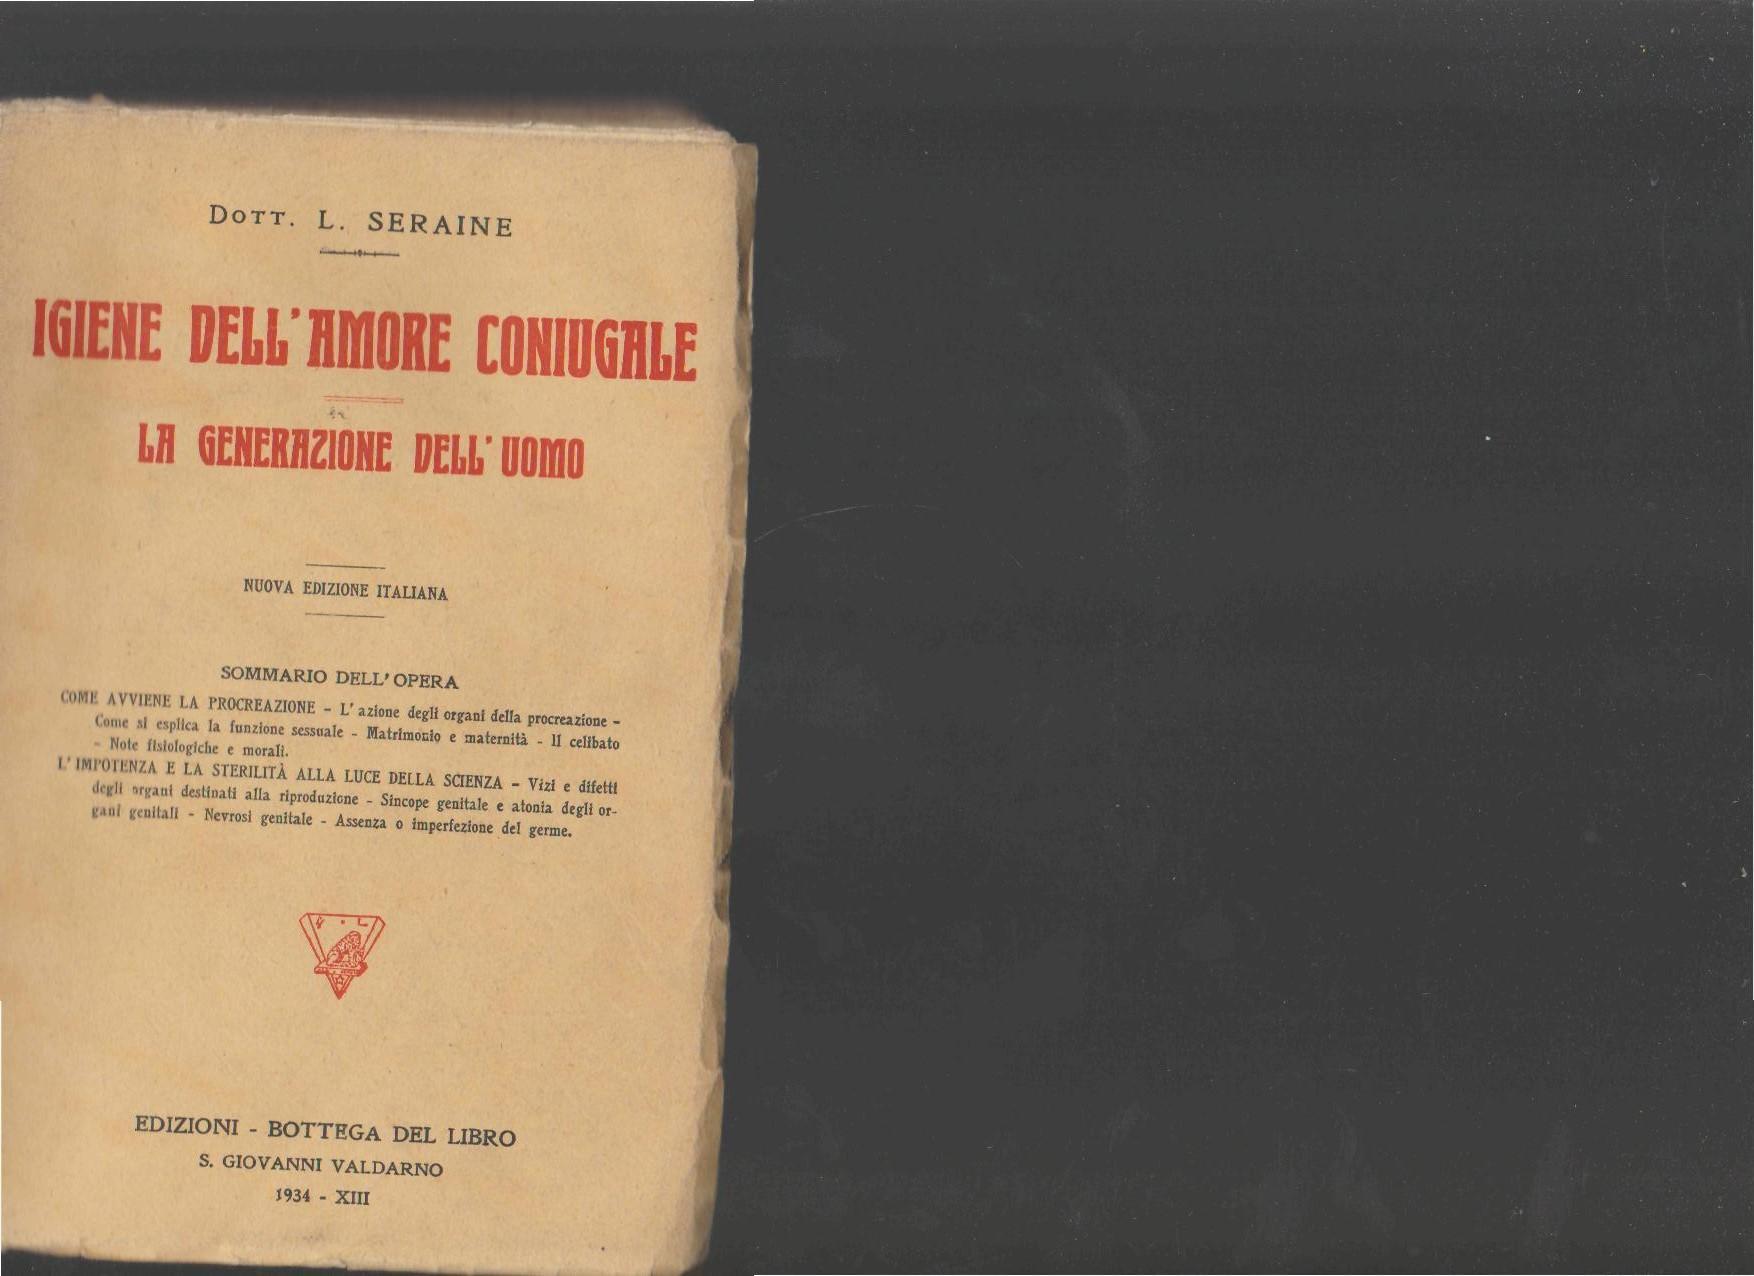 DOTT. L. SERAINE
IGIENE DELL'AMORE CONIUGALE
LA GENERAZIONE DELL'UOMO
NUOVA EDIZIONE ITALIANA
SOMMARIO DELL'OPERA
COME AVVIENE LA PROCREAZIONE - L'azione degli organi della procreazione -
Come si esplica la funzione sessuale - Matrimonio e maternità - Il celibato
- Note fisiologiche e morali.
L'IMPOTENZA E LA STERILITÀ ALLA LUCE DELLA SCIENZA - Vizi e difetti
degli organi destinati alla riproduzione - Sincope genitale e atonia degli or-
gani genitali - Nevrosi genitale - Assenza o imperfezione del germe.
V · L
EDIZIONI - BOTTEGA DEL LIBRO
S. GIOVANNI VALDARNO
1934 - XIII